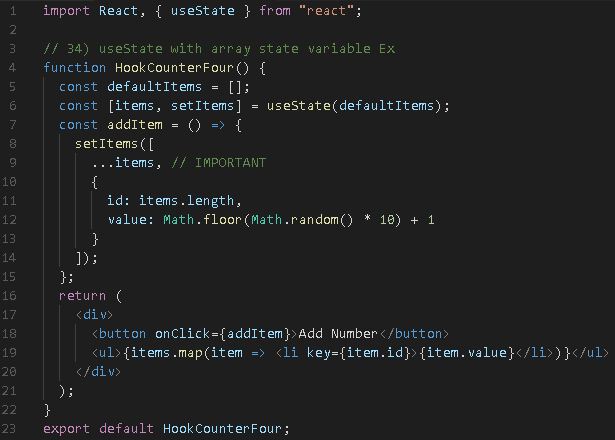 1 import React, { useState } from "react";
2
3 // 34) useState with array state variable Ex
4 function HookCounterFour() {
5   const defaultItems = [];
6   const [items, setItems] = useState(defaultItems);
7   const addItem = () => {
8     setItems([
9       ...items, // IMPORTANT
10       {
11         id: items.length,
12         value: Math.floor(Math.random() * 10) + 1
13       }
14     ]);
15   };
16   return (
17     <div>
18       <button onClick={addItem}>Add Number</button>
19       <ul>{items.map(item => <li key={item.id}>{item.value}</li>)}</ul>
20     </div>
21   );
22 }
23 export default HookCounterFour;